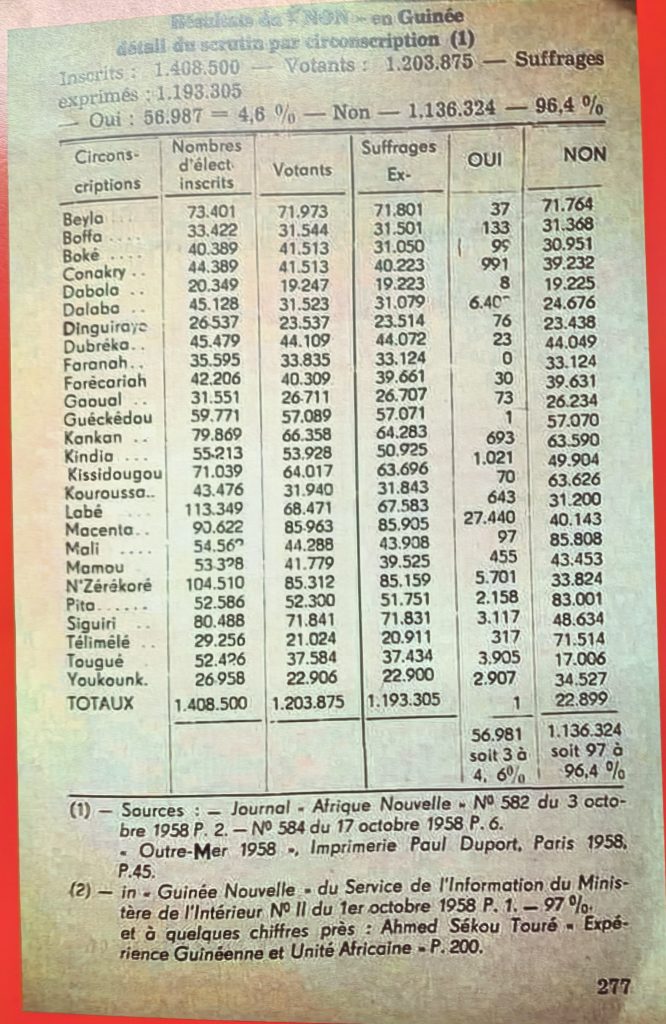 Résultats du « NON » en Guinée
détail du scrutin par circonscription (1)
Inscrits : 1.408.500 — Votants : 1.203.875 — Suffrages
exprimés : 1.193.305
— Oui : 56.987 = 4,6 % — Non — 1,136.324 — 96,4 %
Circons-criptions Nombres d'élect. inscrits Votants Suffrages Ex- OUI NON
Beyla 73.401 71.973 71.801 37 71.764
Boffa .... 33.422 31.544 31.501 133 31.368
Boké .... 40.389 41.513 31.050 99 30.951
Conakry .. 44.389 41.513 40.223 991 39.232
Dabola .. 20.349 19.247 19.223 8 19.225
Dalaba .. 45.128 31.523 31.079 24.676
Dinguiraye 26.537 23.537 23.514 76 23.438
Dubréka.. 45.479 44.109 44.072 23 44.049
Faranah.. 35.595 33.835 33.124 0 33.124
Forécariah 42.206 40.309 39.661 30 39.631
Gaoual .. 31.551 26.711 26.707 73 26.234
Guéckédou 59.771 57.089 57.071 1 57.070
Kankan .. 79.869 66.358 64.283 693 63.590
Kindia ... 55.213 53.928 50.925 1.021 49.904
Kissidougou 71.039 64.017 63.696 70 63.626
Kouroussa.. 43.476 31.940 31.843 643 31.200
Labé ... 113.349 68.471 67.583 27.440 40.143
Macenta.. 90.622 85.963 85.905 97 85.808
Mali .... 44.288 43.908 455 43.453
Mamou 41.779 39.525 5.701 33.824
N'Zérékoré 104.510 85.312 85.159 2.158 83.001
Pita...... 52.586 52.300 51.751 3.117 48.634
Siguiri .. 80.488 71.841 71.831 317 71.514
Télimélé .. 29.256 21.024 20.911 3.905 17.006
Tougué 37.584 37.434 2.907 34.527
Youkounk. 26.958 22.906 22.900 1 22.899
TOTAUX 1.408.500 1.203.875 1.193.305
56.981 1.136.324
soit 3 à soit 97 à
4, 6% 96,4 %
(1) — Sources : — Journal « Afrique Nouvelle » Nº 582 du 3 octo-
bre 1958 P. 2. — Nº 584 du 17 octobre 1958 P. 6.
« Outre-Mer 1958 », Imprimerie Paul Duport, Paris 1958,
P.45.
(2) — in « Guinée Nouvelle » du Service de l'Information du Minis-
tère de l'Intérieur Nº II du 1er octobre 1958 P. 1. — 97 %.
et à quelques chiffres près : Ahmed Sékou Touré « Expé-
rience Guinéenne et Unité Africaine » P. 200.
277